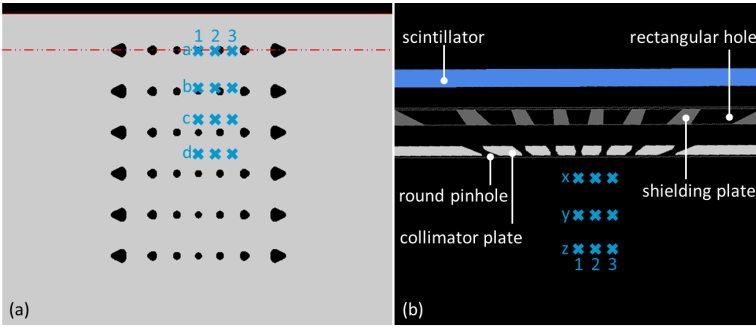 1 2 3
a
b
c
d
(a)
scintillator
rectangular hole
round pinhole
collimator plate
shielding plate
x
y
z
1 2 3
(b)